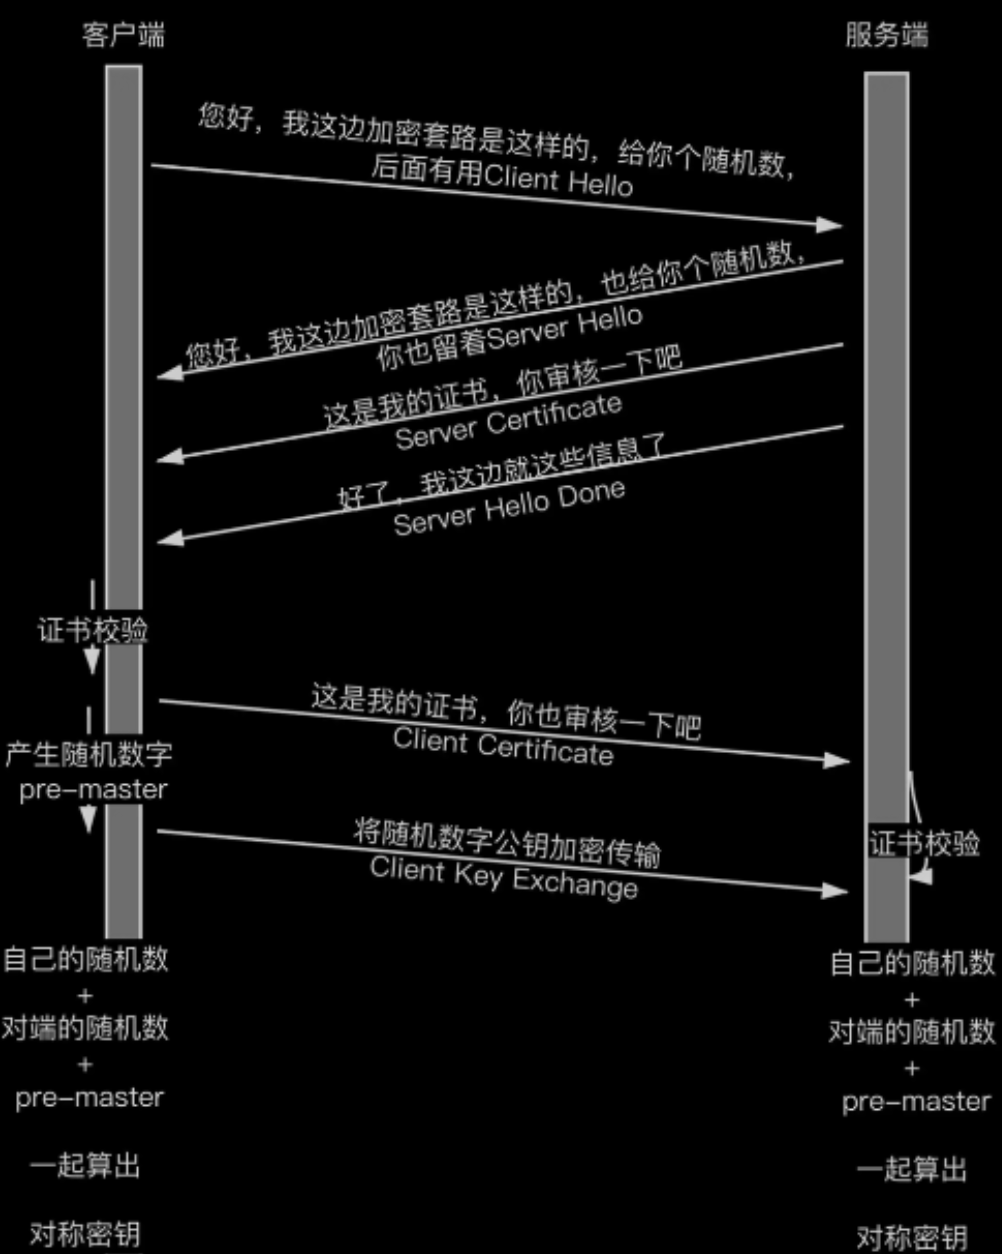 客户端
服务端
您好，我这边加密套路是这样的，给你个随机数，
后面有用Client Hello
您好，我这边加密套路是这样的，也给你个随机数，
你也留着Server Hello
这是我的证书，你审核一下吧
Server Certificate
好了，我这边就这些信息了
Server Hello Done
证书校验
这是我的证书，你也审核一下吧
Client Certificate
产生随机数字
pre-master
将随机数字公钥加密传输
Client Key Exchange
证书校验
自己的随机数
+
对端的随机数
+
pre-master
一起算出
对称密钥
自己的随机数
+
对端的随机数
+
pre-master
一起算出
对称密钥